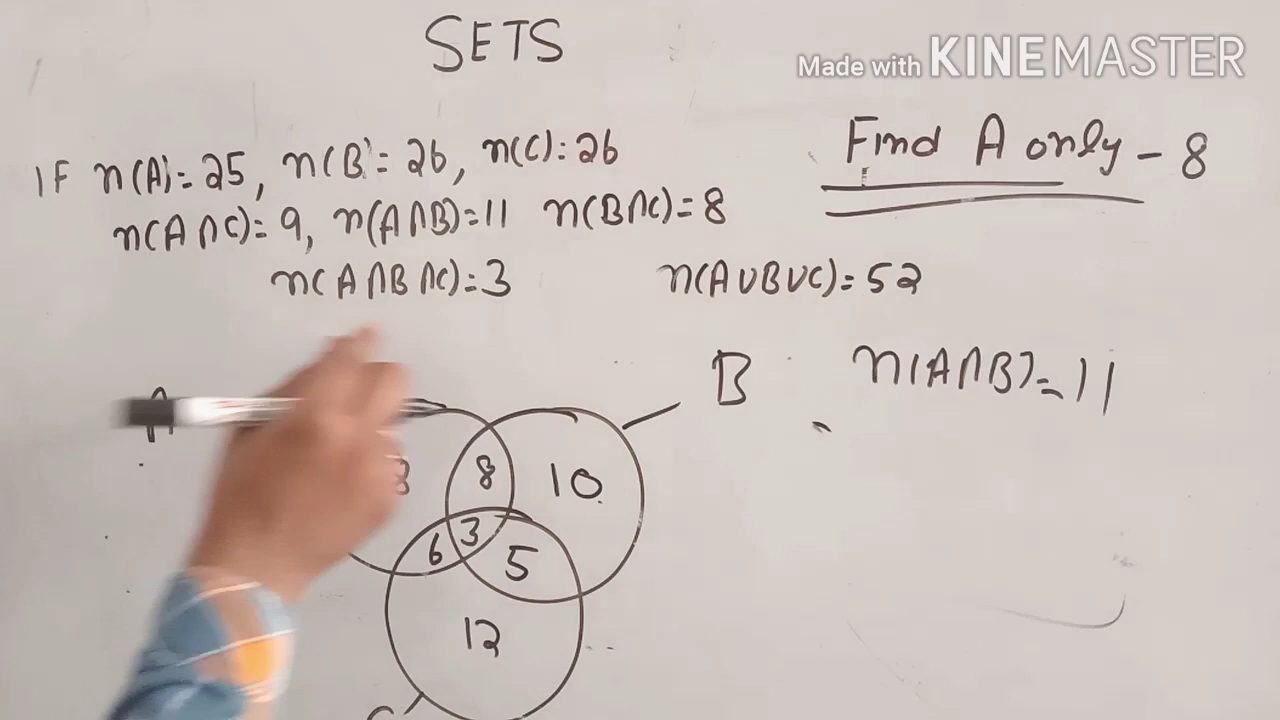 SETS
Made with KINEMASTER
IF n(A)=25, n(B)=26, n(C)=26
Find A only - 8
n(A∩C)=9, n(A∩B)=11 n(B∩C)=8
n(A∩B∩C)=3 n(A∪B∪C)=52
B n(A∩B)=11
A
8 8 10
6 3 5
12
C